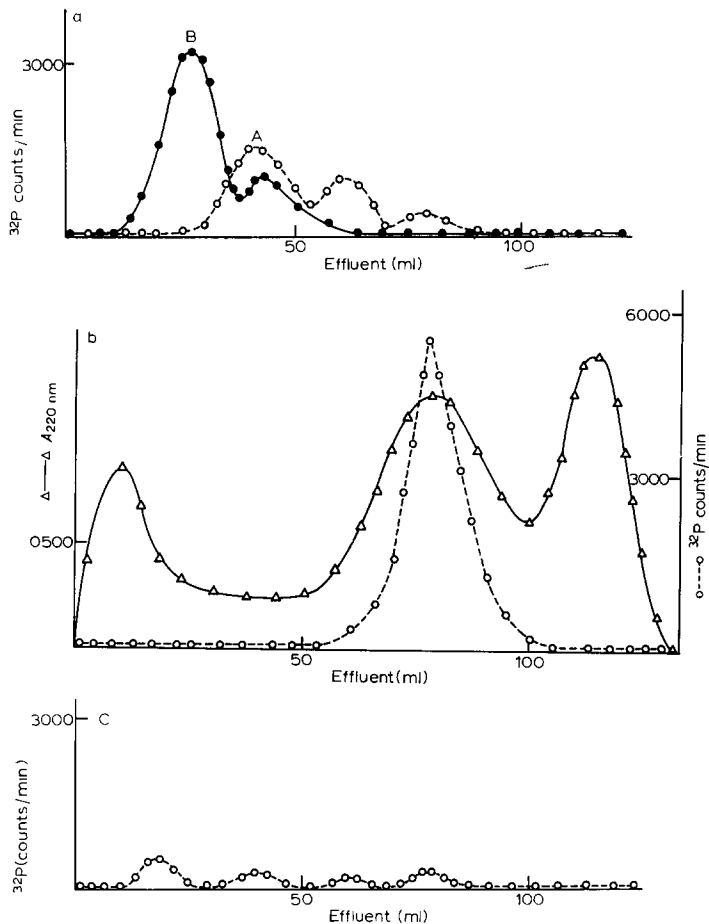 a
B
A
3000
³²P counts/min
50
100
Effluent (ml)
b
6000
3000
0500
△—△ A₂₂₀ nm
○---○ ³²P counts/min
50
100
Effluent (ml)
3000
C
³²P(counts/min)
50
100
Effluent (ml)